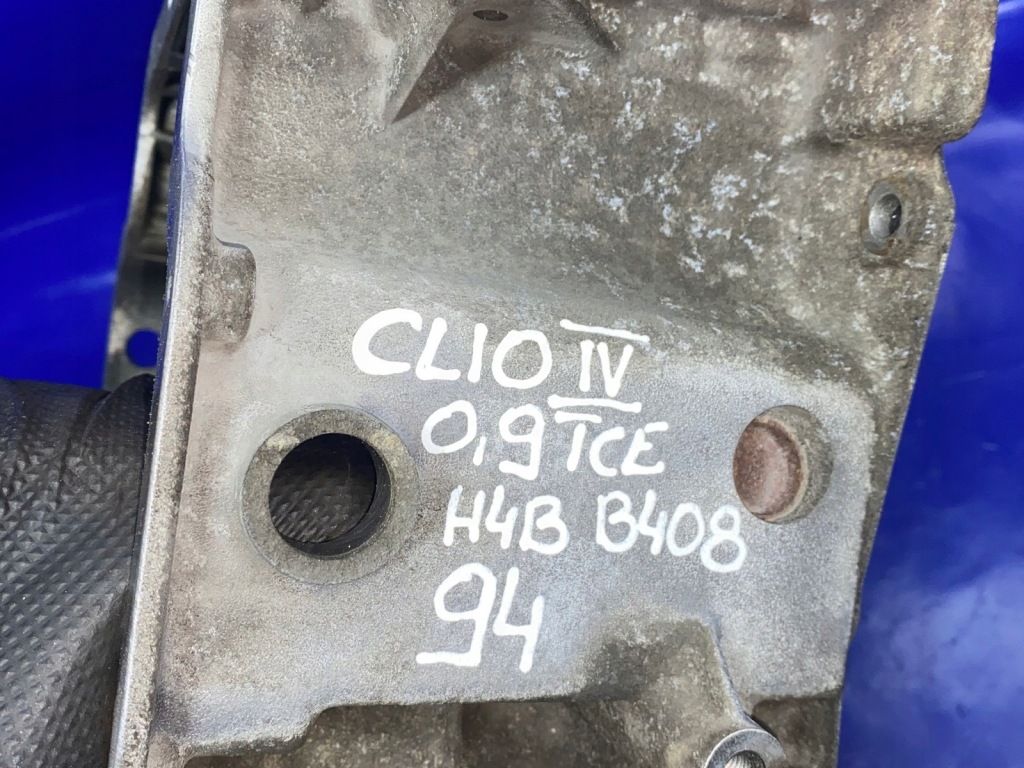 CLIO IV
0,9 TCE
H4B B408
94